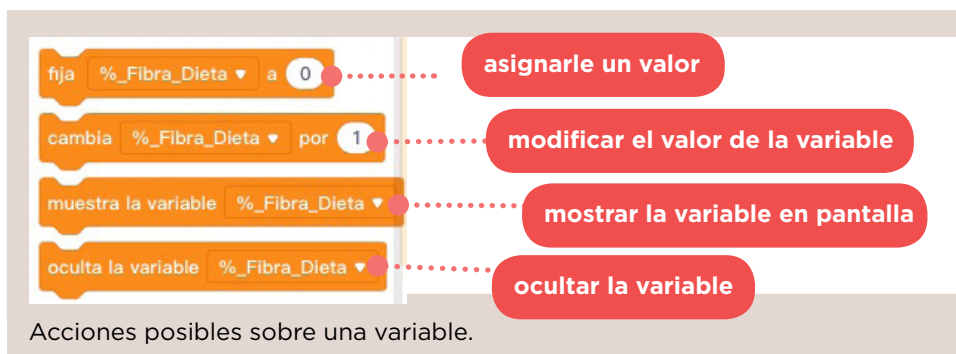 fija %_Fibra_Dieta ▾ a 0
asignarle un valor
cambia %_Fibra_Dieta ▾ por 1
modificar el valor de la variable
muestra la variable %_Fibra_Dieta ▾
mostrar la variable en pantalla
oculta la variable %_Fibra_Dieta ▾
ocultar la variable
Acciones posibles sobre una variable.